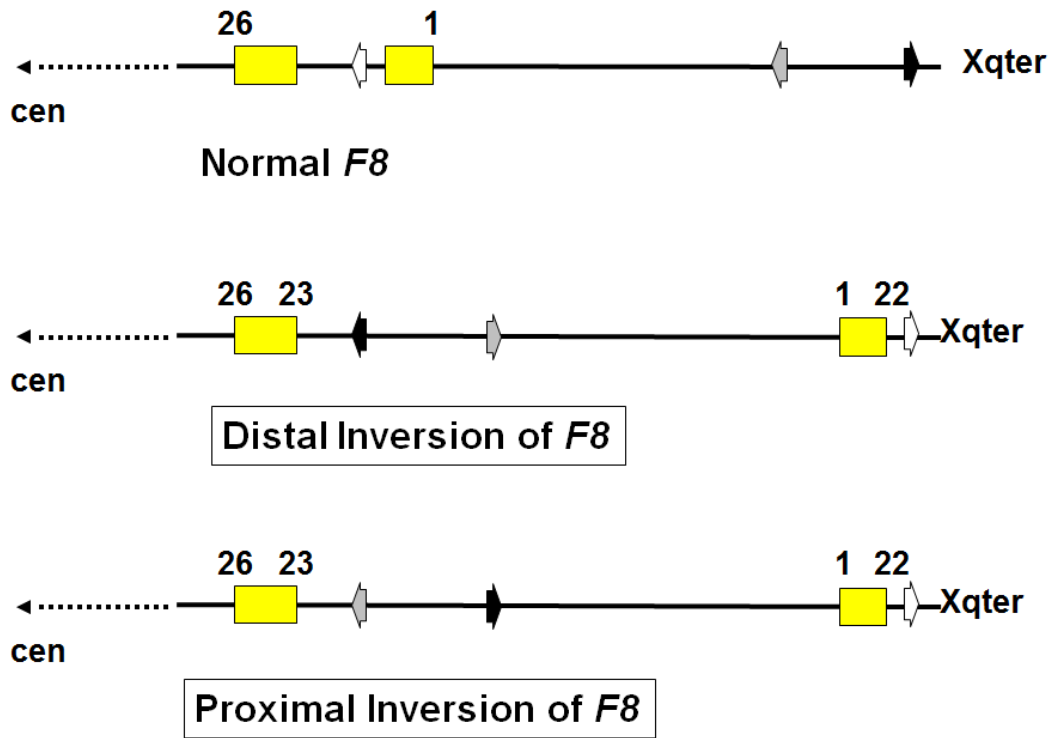 26 1
Xqter
cen
Normal F8
26 23 1 22
Xqter
cen
Distal Inversion of F8
26 23 1 22
Xqter
cen
Proximal Inversion of F8